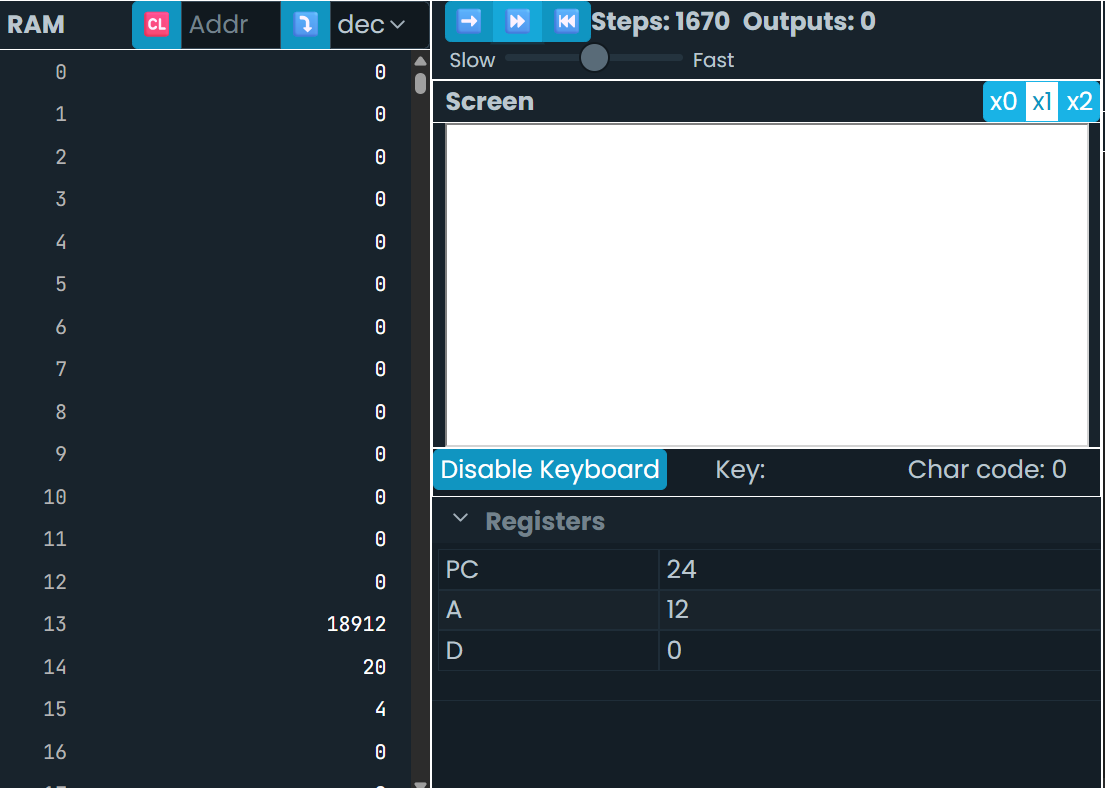 RAM CL Addr dec
0 0
1 0
2 0
3 0
4 0
5 0
6 0
7 0
8 0
9 0
10 0
11 0
12 0
13 18912
14 20
15 4
16 0
Steps: 1670 Outputs: 0
Slow Fast
Screen x0 x1 x2
Disable Keyboard Key: Char code: 0
Registers
PC 24
A 12
D 0